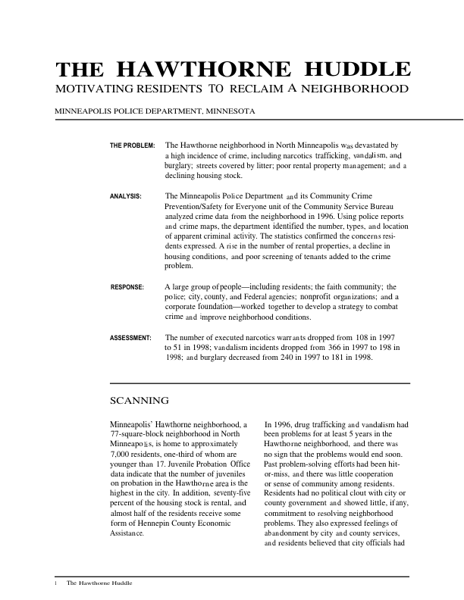 THE HAWTHORNE HUDDLE
MOTIVATING RESIDENTS TO RECLAIM A NEIGHBORHOOD
MINNEAPOLIS POLICE DEPARTMENT, MINNESOTA
THE PROBLEM: The Hawthorne neighborhood in North Minneapolis was devastated by
a high incidence of crime, including narcotics trafficking, vandalism, and
burglary; streets covered by litter; poor rental property management; and a
declining housing stock.
ANALYSIS: The Minneapolis Police Department and its Community Crime
Prevention/Safety for Everyone unit of the Community Service Bureau
analyzed crime data from the neighborhood in 1996. Using police reports
and crime maps, the department identified the number, types, and location
of apparent criminal activity. The statistics confirmed the concerns resi-
dents expressed. A rise in the number of rental properties, a decline in
housing conditions, and poor screening of tenants added to the crime
problem.
RESPONSE: A large group of people—including residents; the faith community; the
police; city, county, and Federal agencies; nonprofit organizations; and a
corporate foundation—worked together to develop a strategy to combat
crime and improve neighborhood conditions.
ASSESSMENT: The number of executed narcotics warrants dropped from 108 in 1997
to 51 in 1998; vandalism incidents dropped from 366 in 1997 to 198 in
1998; and burglary decreased from 240 in 1997 to 181 in 1998.
SCANNING
Minneapolis' Hawthorne neighborhood, a
77-square-block neighborhood in North
Minneapolis, is home to approximately
7,000 residents, one-third of whom are
younger than 17. Juvenile Probation Office
data indicate that the number of juveniles
on probation in the Hawthorne area is the
highest in the city. In addition, seventy-five
percent of the housing stock is rental, and
almost half of the residents receive some
form of Hennepin County Economic
Assistance.
In 1996, drug trafficking and vandalism had
been problems for at least 5 years in the
Hawthorne neighborhood, and there was
no sign that the problems would end soon.
Past problem-solving efforts had been hit-
or-miss, and there was little cooperation
or sense of community among residents.
Residents had no political clout with city or
county government and showed little, if any,
commitment to resolving neighborhood
problems. They also expressed feelings of
abandonment by city and county services,
and residents believed that city officials had
1 The Hawthorne Huddle